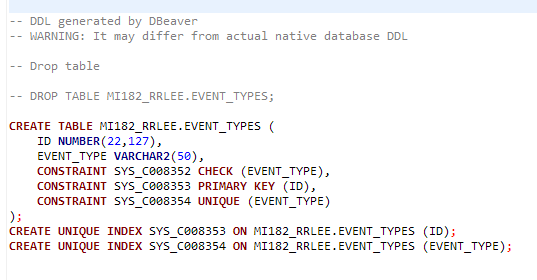 -- DDL generated by DBeaver
-- WARNING: It may differ from actual native database DDL
-- Drop table
-- DROP TABLE MI182_RRLEE.EVENT_TYPES;
CREATE TABLE MI182_RRLEE.EVENT_TYPES (
ID NUMBER(22,127),
EVENT_TYPE VARCHAR2(50),
CONSTRAINT SYS_C008352 CHECK (EVENT_TYPE),
CONSTRAINT SYS_C008353 PRIMARY KEY (ID),
CONSTRAINT SYS_C008354 UNIQUE (EVENT_TYPE)
);
CREATE UNIQUE INDEX SYS_C008353 ON MI182_RRLEE.EVENT_TYPES (ID);
CREATE UNIQUE INDEX SYS_C008354 ON MI182_RRLEE.EVENT_TYPES (EVENT_TYPE);